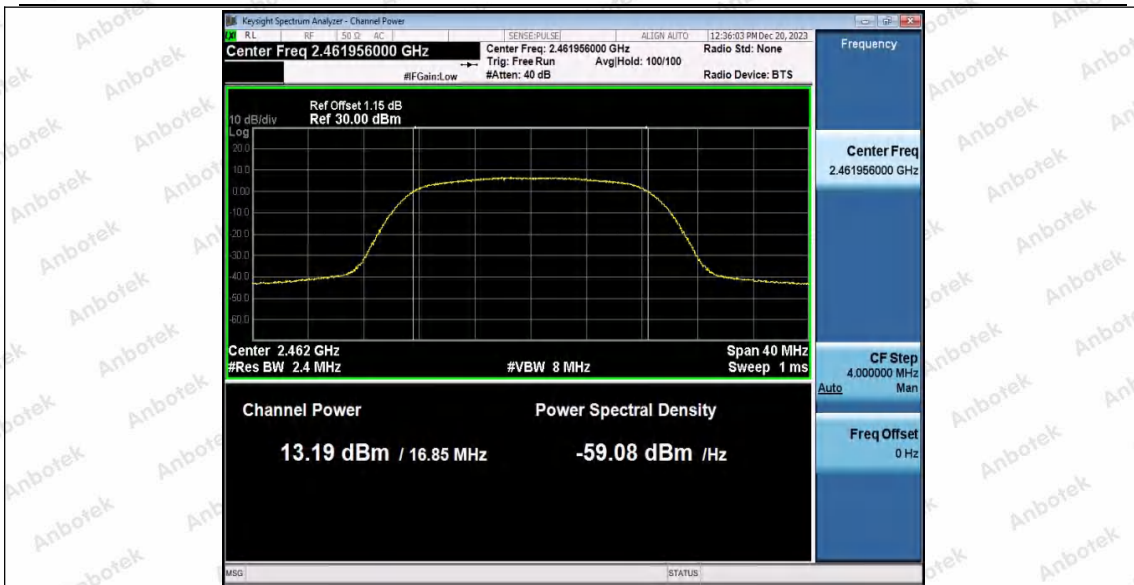 Keysight Spectrum Analyzer - Channel Power
LXI RL RF 50 Ω AC SENSE:PULSE ALIGN AUTO 12:36:03 PM Dec 20, 2023
Center Freq 2.461956000 GHz
Center Freq: 2.461956000 GHz
Radio Std: None
Trig: Free Run Avg|Hold: 100/100
#IFGain:Low
#Atten: 40 dB
Radio Device: BTS
Ref Offset 1.15 dB
10 dB/div Ref 30.00 dBm
Log
20.0
10.0
0.00
-10.0
-20.0
-30.0
-40.0
-50.0
-60.0
Center 2.462 GHz
Span 40 MHz
#Res BW 2.4 MHz
#VBW 8 MHz
Sweep 1 ms
Channel Power
Power Spectral Density
13.19 dBm / 16.85 MHz
-59.08 dBm /Hz
MSG
STATUS
Frequency
Center Freq
2.461956000 GHz
CF Step
4.000000 MHz
Auto Man
Freq Offset
0 Hz
Anbotek